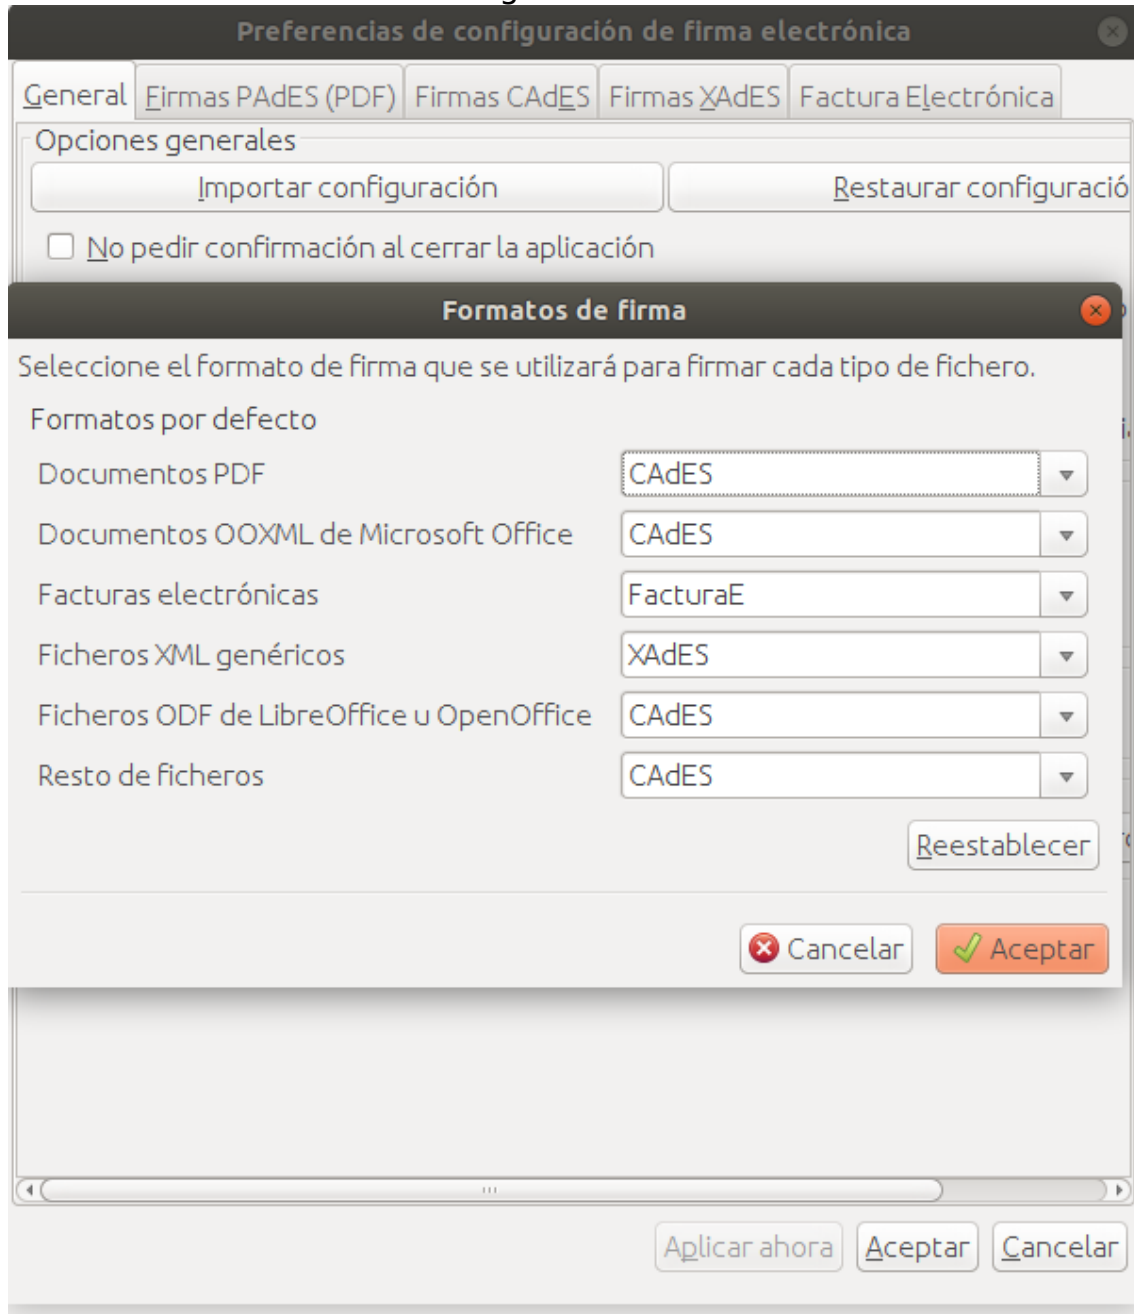 Preferencias de configuración de firma electrónica
General Firmas PAdES (PDF) Firmas CAdES Firmas XAdES Factura Electrónica
Opciones generales
Importar configuración Restaurar configuració
No pedir confirmación al cerrar la aplicación
Formatos de firma
Seleccione el formato de firma que se utilizará para firmar cada tipo de fichero.
Formatos por defecto
Documentos PDF CAdES
Documentos OOXML de Microsoft Office CAdES
Facturas electrónicas FacturaE
Ficheros XML genéricos XAdES
Ficheros ODF de LibreOffice u OpenOffice CAdES
Resto de ficheros CAdES
Reestablecer
Cancelar Aceptar
Aplicar ahora Aceptar Cancelar